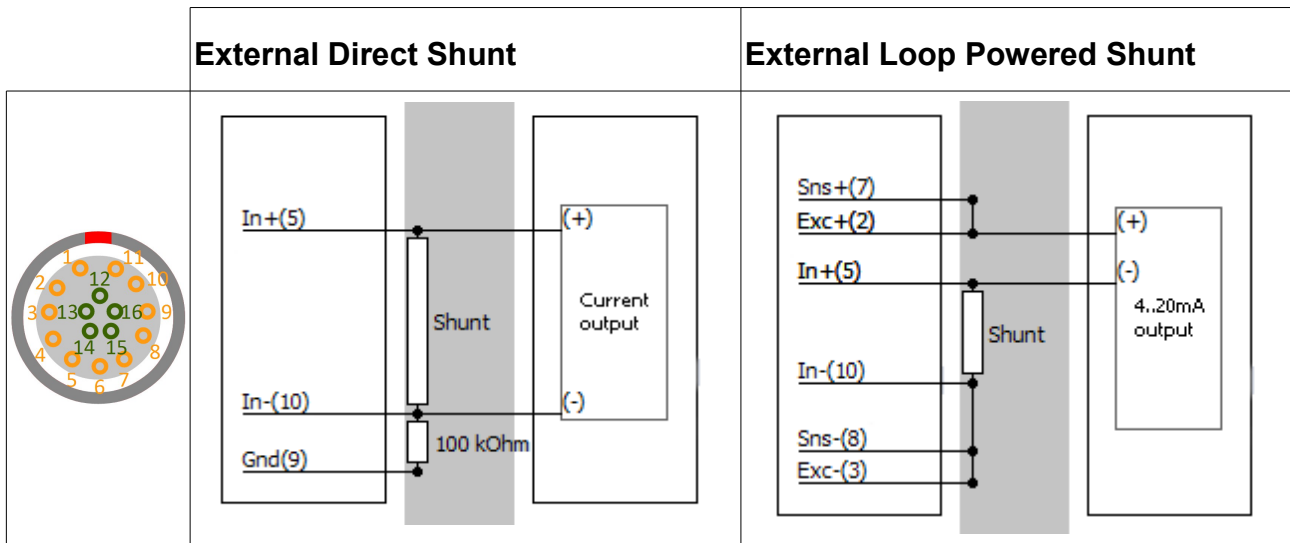 External Direct Shunt
External Loop Powered Shunt
1
2
3
4
5
6
7
8
9
10
11
12
13
14
15
16
In+(5)
In-(10)
Gnd(9)
Shunt
100 kOhm
(+)
(-)
Current
output
Sns+(7)
Exc+(2)
In+(5)
In-(10)
Sns-(8)
Exc-(3)
Shunt
(+)
(-)
4..20mA
output